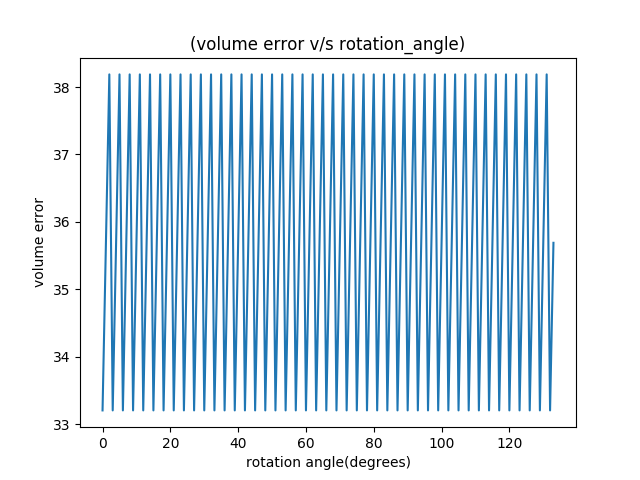 (volume error v/s rotation_angle)
38
37
36
35
34
33
volume error
0 20 40 60 80 100 120
rotation angle(degrees)